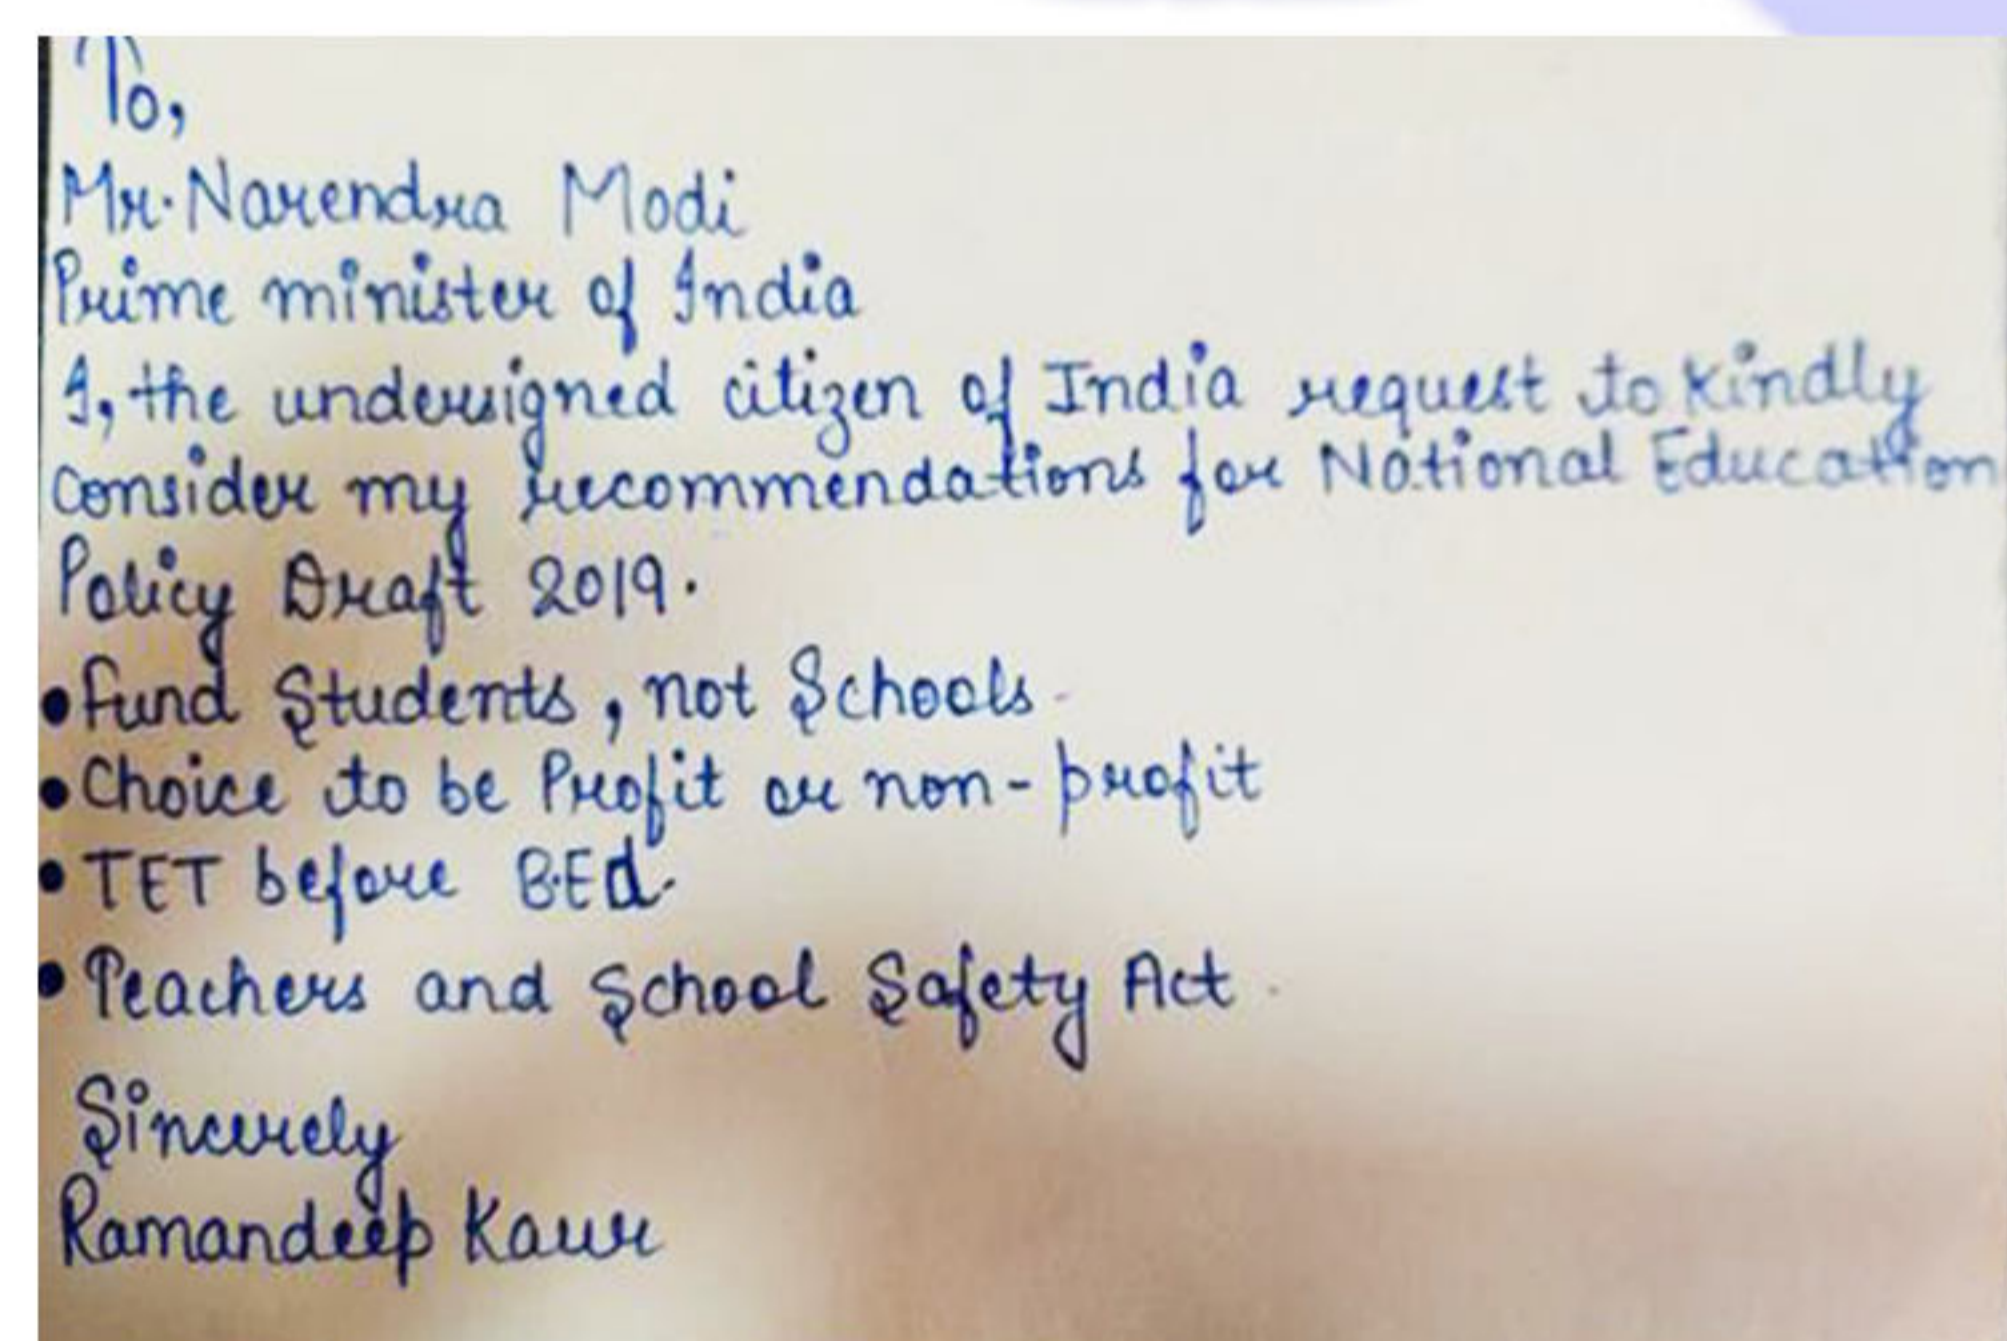 To,
Mr. Narendra Modi
Prime minister of India
I, the undersigned citizen of India request to kindly
consider my recommendations for National Education
Policy Draft 2019.
• Fund Students, not Schools.
• Choice to be Profit or non-profit
• TET before B.Ed.
• Teachers and School Safety Act.
Sincerely
Ramandeep Kaur